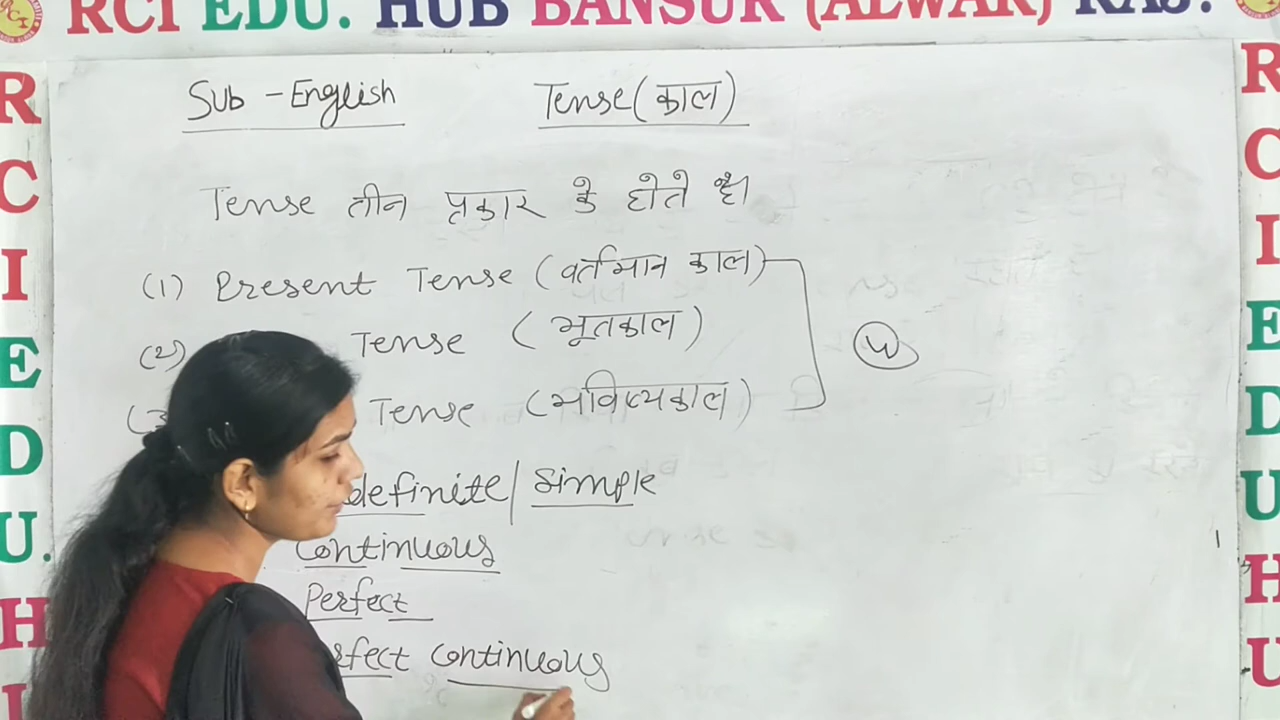 RCI EDU. HUB BANSUR (ALWAR) RAJ.
Sub - English
Tense (काल)
Tense तीन प्रकार के होते है।
(1) Present Tense (वर्तमान काल)
(2) Tense (भूतकाल)
Tense (भविष्यकाल)
definite / simple
Continuous
Perfect
continuous
R C I E D U. H
R C I E D U H U